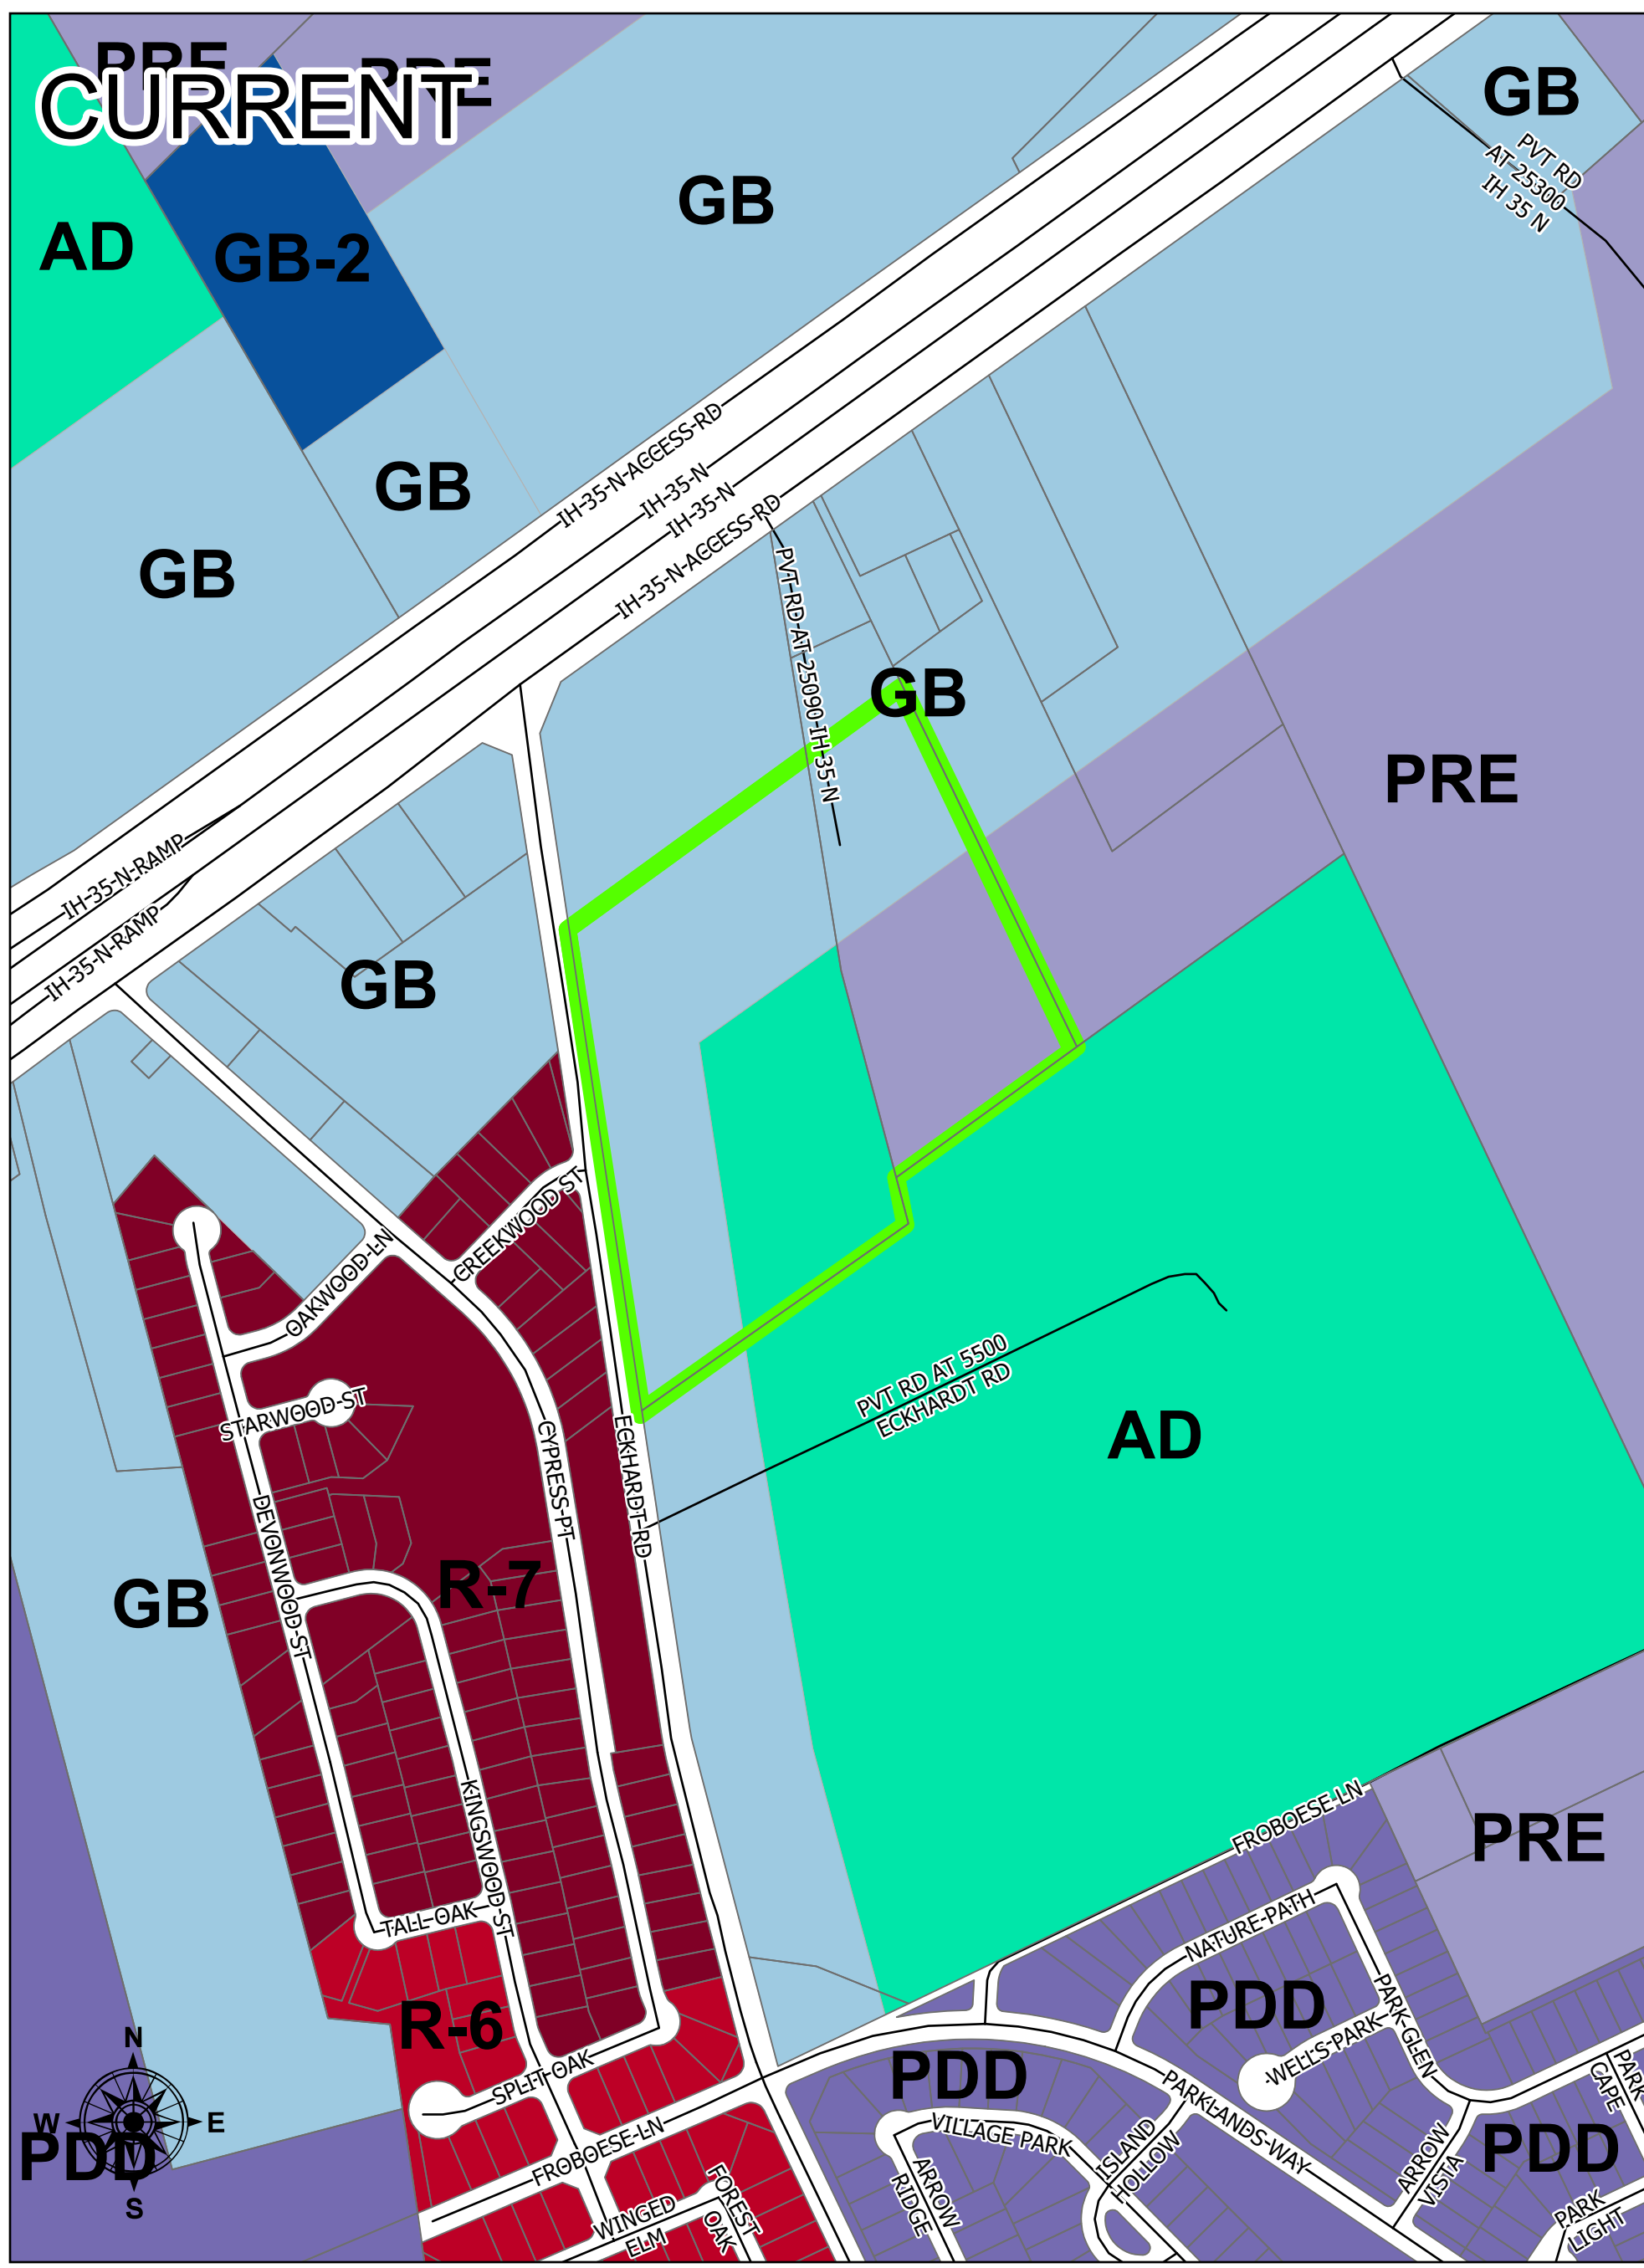 PRE
PRE
CURRENT
GB
GB
PVT RD
AT 25300
IH 35 N
AD
GB-2
GB
GB
IH-35-N-ACCESS-RD
IH-35-N
IH-35-N
IH-35-N-ACCESS-RD
PVT-RD-AT-25090-IH-35-N
GB
PRE
IH-35-N-RAMP
IH-35-N-RAMP
GB
CREEKWOOD ST
OAKWOOD-LN
STARWOOD-ST
PVT RD AT 5500
ECKHARDT RD
AD
CYPRESS-PT
ECKHARDT-RD
DEVONWOOD-ST
GB
R-7
KINGSWOOD-ST
FROBOESE-LN
PRE
TALL-OAK
NATURE-PATH
PARK-GLEN
PDD
R-6
WELLS-PARK
PDD
SPLIT-OAK
PARKLANDS-WAY
VILLAGE PARK
ISLAND
HOLLOW
ARROW
RIDGE
ARROW
VISTA
PARK
CAPE
PDD
PARK
LIGHT
FROBOESE-LN
WINGED
ELM
FOREST
OAK
N
W
E
S
PDD